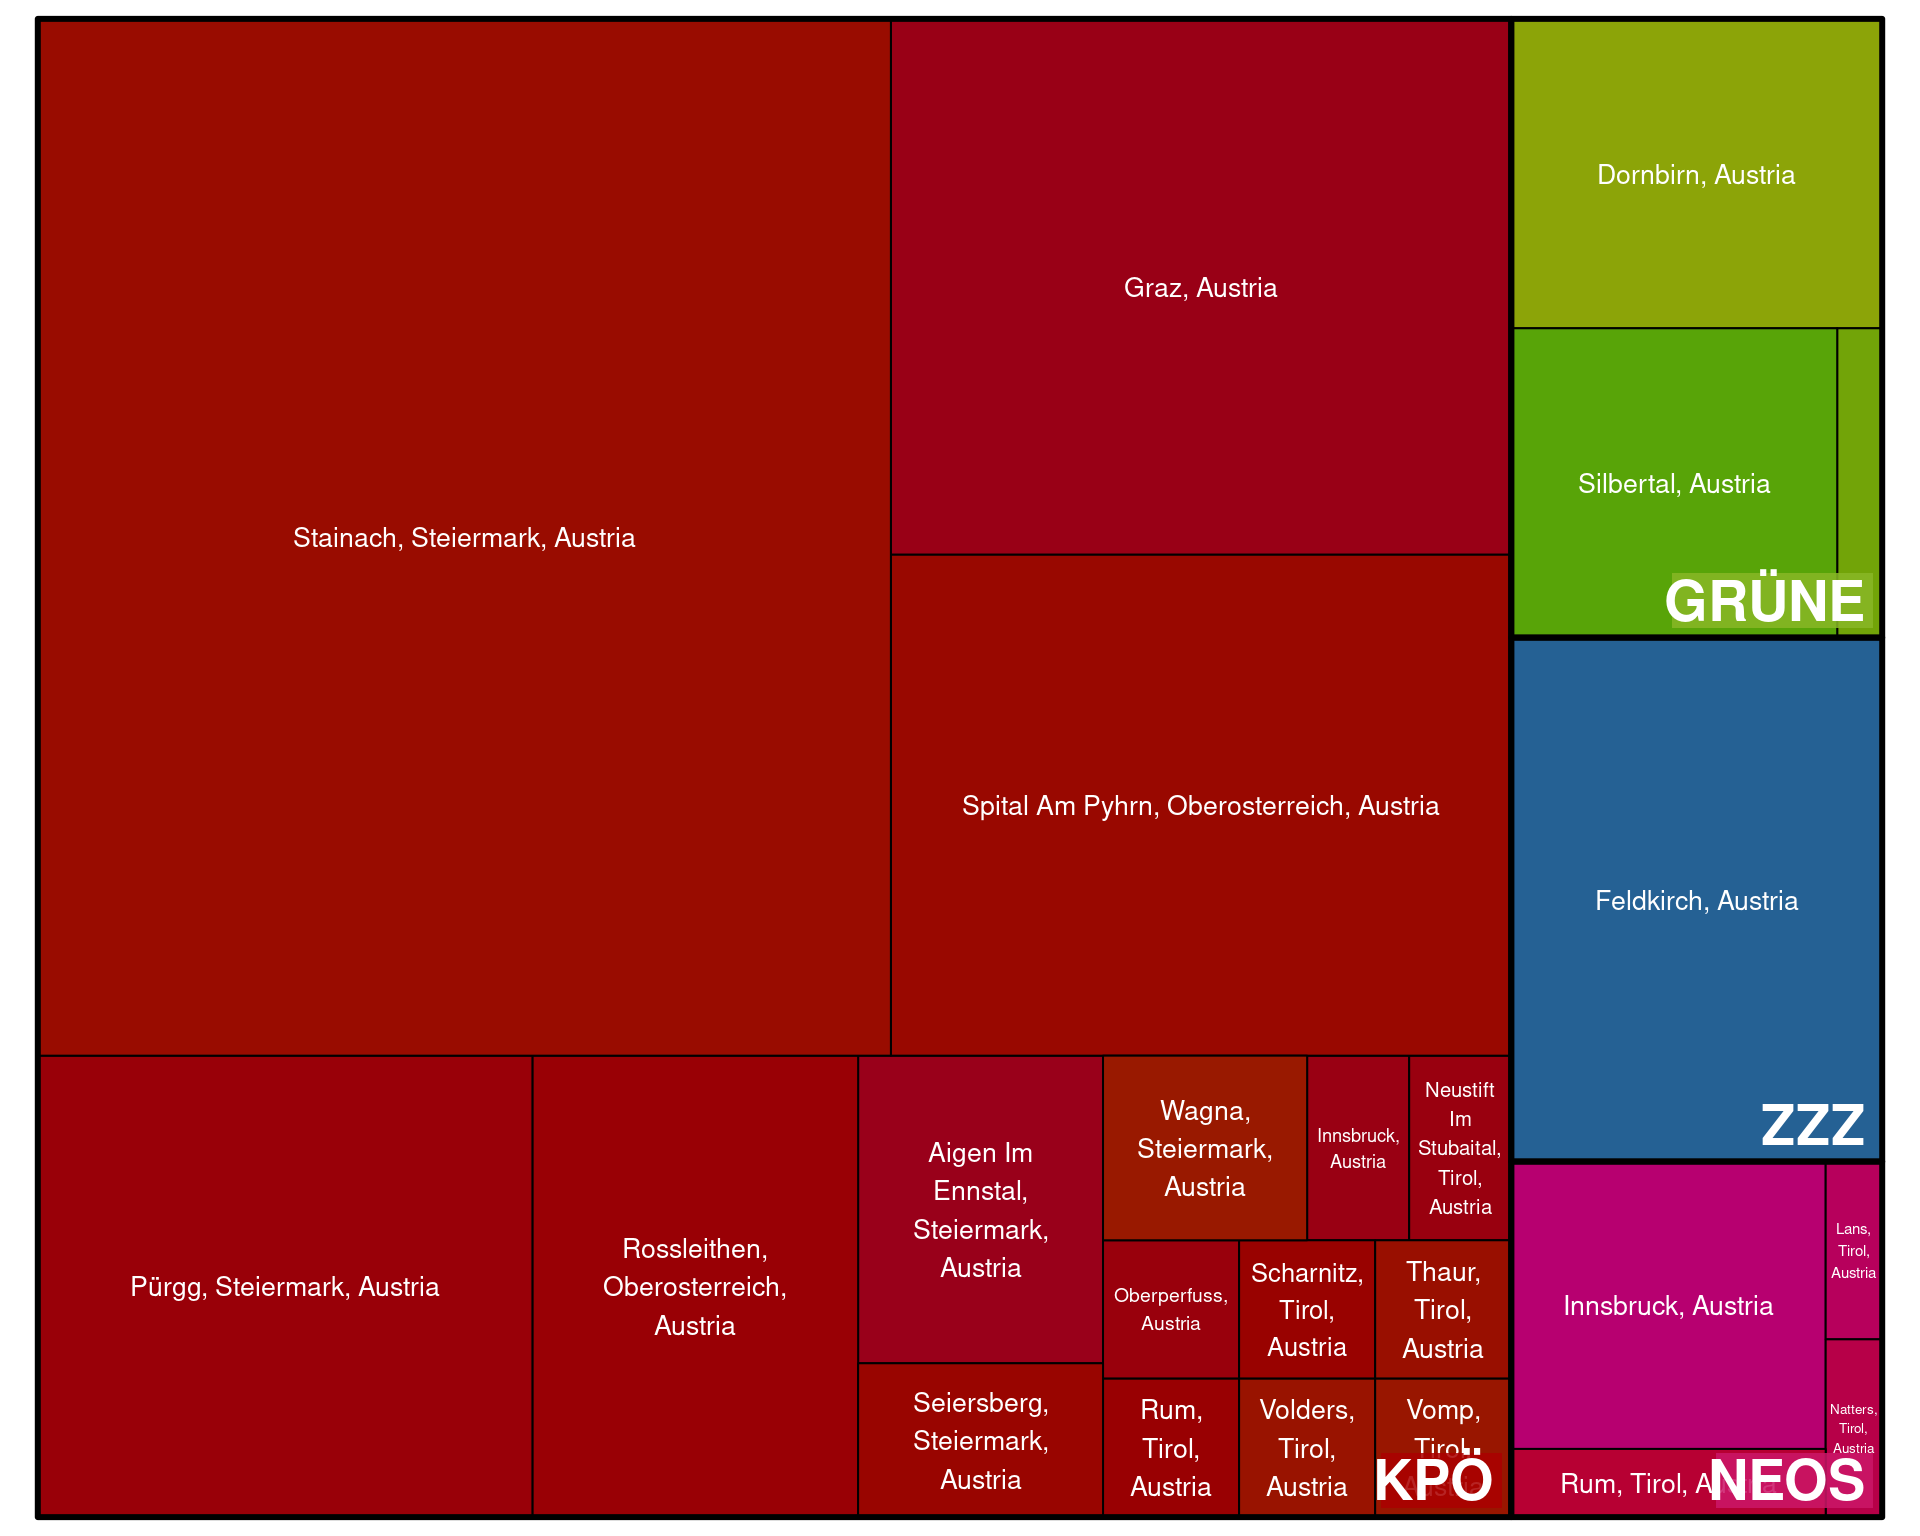 Stainach, Steiermark, Austria
Graz, Austria
Spital Am Pyhrn, Oberosterreich, Austria
Pürgg, Steiermark, Austria
Rossleithen,
Oberosterreich,
Austria
Aigen Im
Ennstal,
Steiermark,
Austria
Seiersberg,
Steiermark,
Austria
Wagna,
Steiermark,
Austria
Innsbruck,
Austria
Neustift
Im
Stubaital,
Tirol,
Austria
Oberperfuss,
Austria
Scharnitz,
Tirol,
Austria
Thaur,
Tirol,
Austria
Rum,
Tirol,
Austria
Volders,
Tirol,
Austria
Vomp,
Tirol,
Austria
KPÖ
Dornbirn, Austria
Silbertal, Austria
GRÜNE
Feldkirch, Austria
ZZZ
Innsbruck, Austria
Lans,
Tirol,
Austria
Natters,
Tirol,
Austria
Rum, Tirol, Austria
NEOS